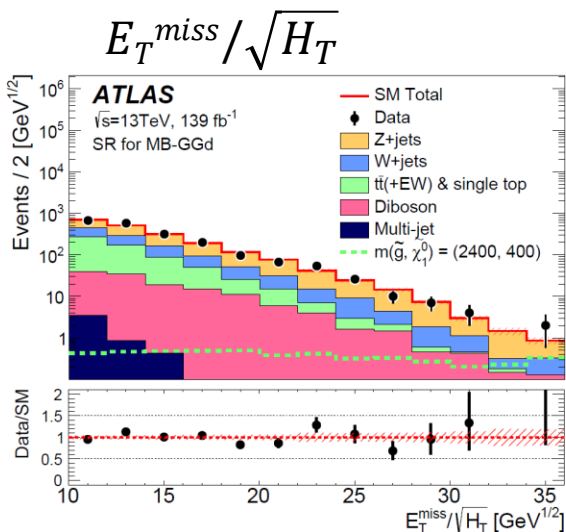 E_T^miss/√H_T
ATLAS
√s=13TeV, 139 fb⁻¹
SR for MB-GGd
SM Total
Data
Z+jets
W+jets
tt̄(+EW) & single top
Diboson
Multi-jet
m(g̃, χ̃₁⁰) = (2400, 400)
Events / 2 [GeV^1/2]
10⁶
10⁵
10⁴
10³
10²
10
1
Data/SM
2
1.5
1
0.5
0
10 15 20 25 30 35
E_T^miss/√H_T [GeV^1/2]